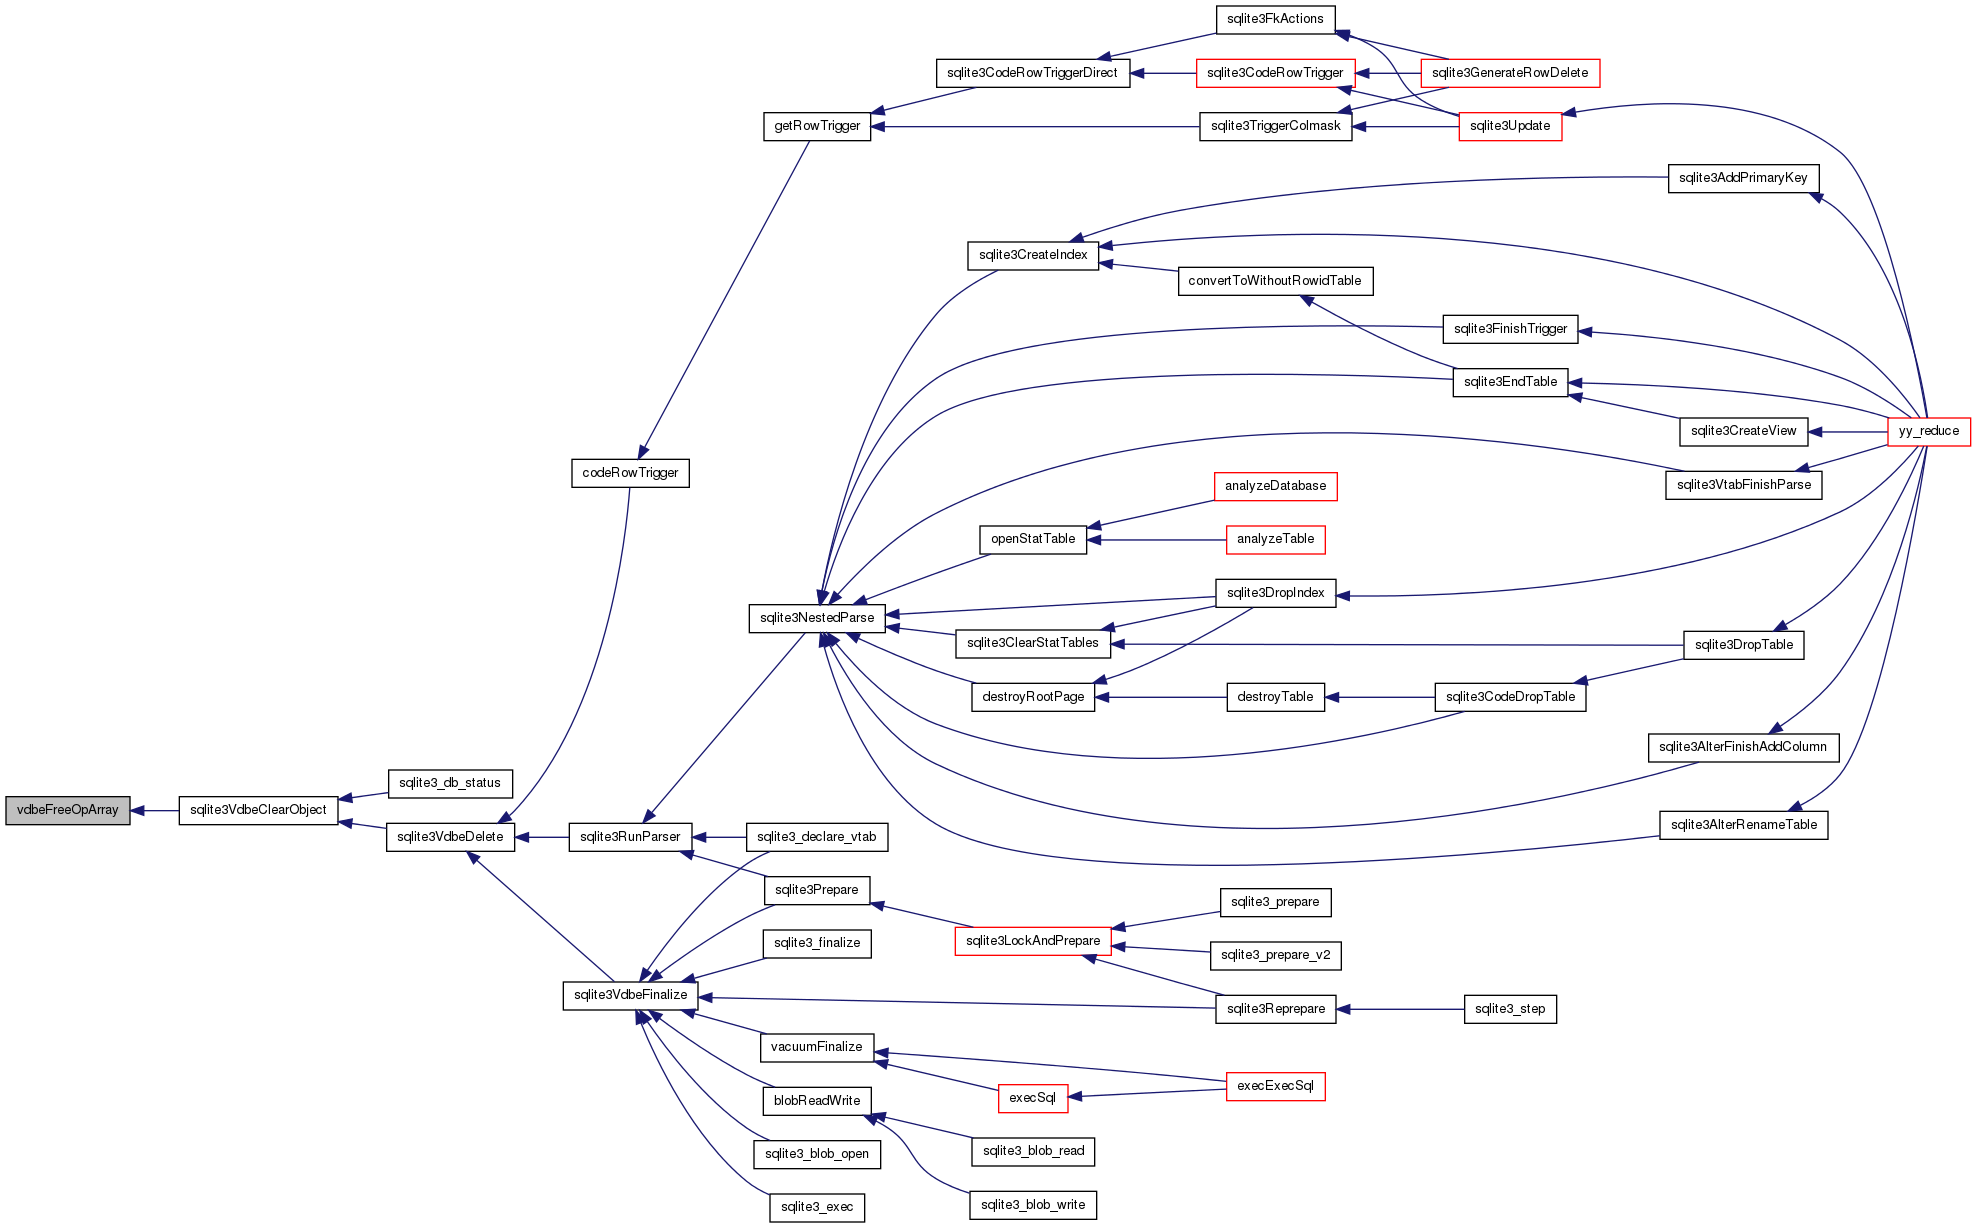 sqlite3FkActions
sqlite3CodeRowTriggerDirect
sqlite3CodeRowTrigger
sqlite3GenerateRowDelete
getRowTrigger
sqlite3TriggerColmask
sqlite3Update
sqlite3AddPrimaryKey
sqlite3CreateIndex
convertToWithoutRowidTable
sqlite3FinishTrigger
sqlite3EndTable
sqlite3CreateView
yy_reduce
codeRowTrigger
sqlite3VtabFinishParse
analyzeDatabase
openStatTable
analyzeTable
sqlite3DropIndex
sqlite3NestedParse
sqlite3ClearStatTables
sqlite3DropTable
destroyRootPage
destroyTable
sqlite3CodeDropTable
sqlite3AlterFinishAddColumn
sqlite3_db_status
vdbeFreeOpArray
sqlite3VdbeClearObject
sqlite3AlterRenameTable
sqlite3VdbeDelete
sqlite3RunParser
sqlite3_declare_vtab
sqlite3Prepare
sqlite3_prepare
sqlite3_finalize
sqlite3LockAndPrepare
sqlite3_prepare_v2
sqlite3VdbeFinalize
sqlite3Reprepare
sqlite3_step
vacuumFinalize
execExecSql
execSql
blobReadWrite
sqlite3_blob_open
sqlite3_blob_read
sqlite3_exec
sqlite3_blob_write